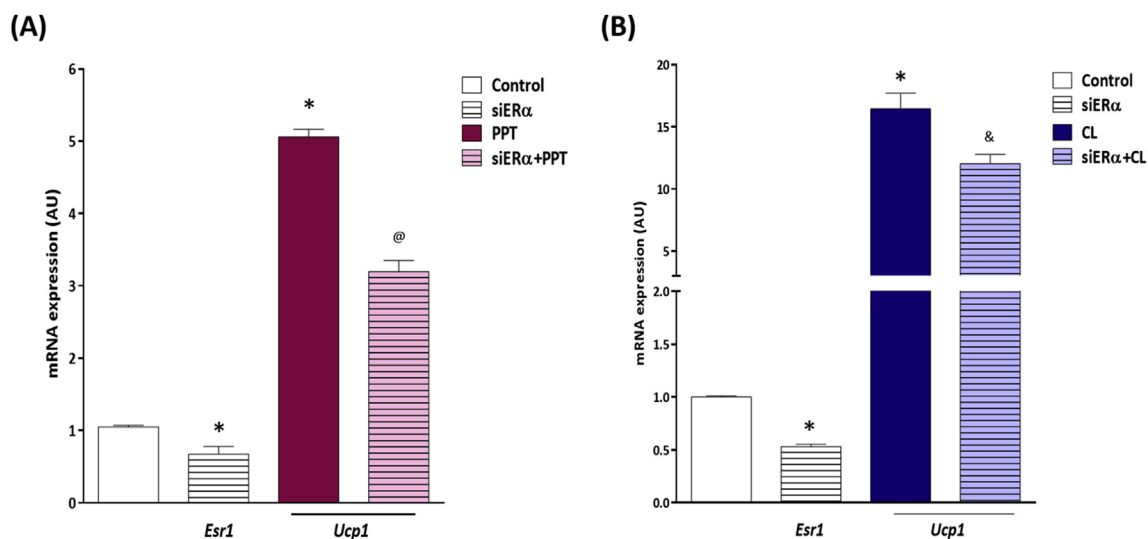 (A)
mRNA expression (AU)
6
5
4
3
2
1
0
*
*
@
Esr1
Ucp1
Control
siERα
PPT
siERα+PPT
(B)
mRNA expression (AU)
20
15
10
5
2.0
1.5
1.0
0.5
0.0
*
*
&
Esr1
Ucp1
Control
siERα
CL
siERα+CL